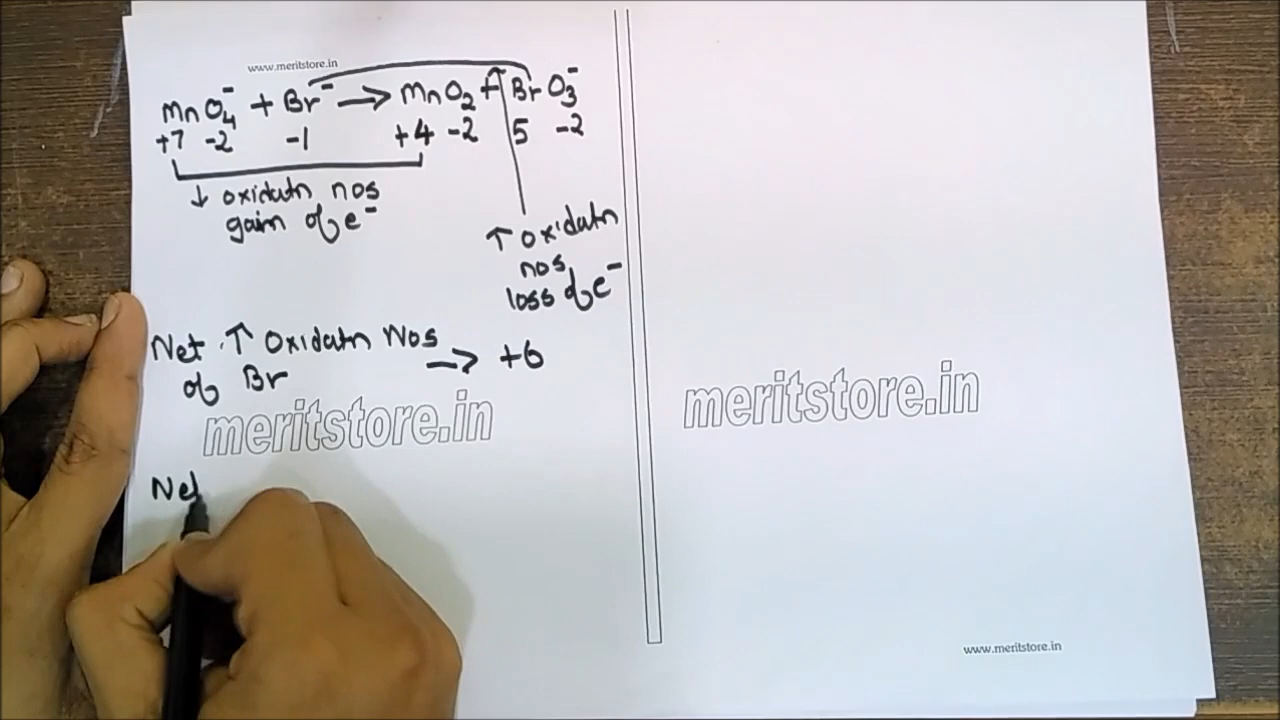 www.meritstore.in
MnO₄⁻ + Br⁻ → MnO₂ + BrO₃⁻
+7 -2 -1 +4 -2 5 -2
↓ oxidatn nos
gain of e⁻
↑ oxidatn
nos
loss of e⁻
Net ↑ Oxidatn Nos → +6
of Br
meritstore.in
Net
meritstore.in
www.meritstore.in